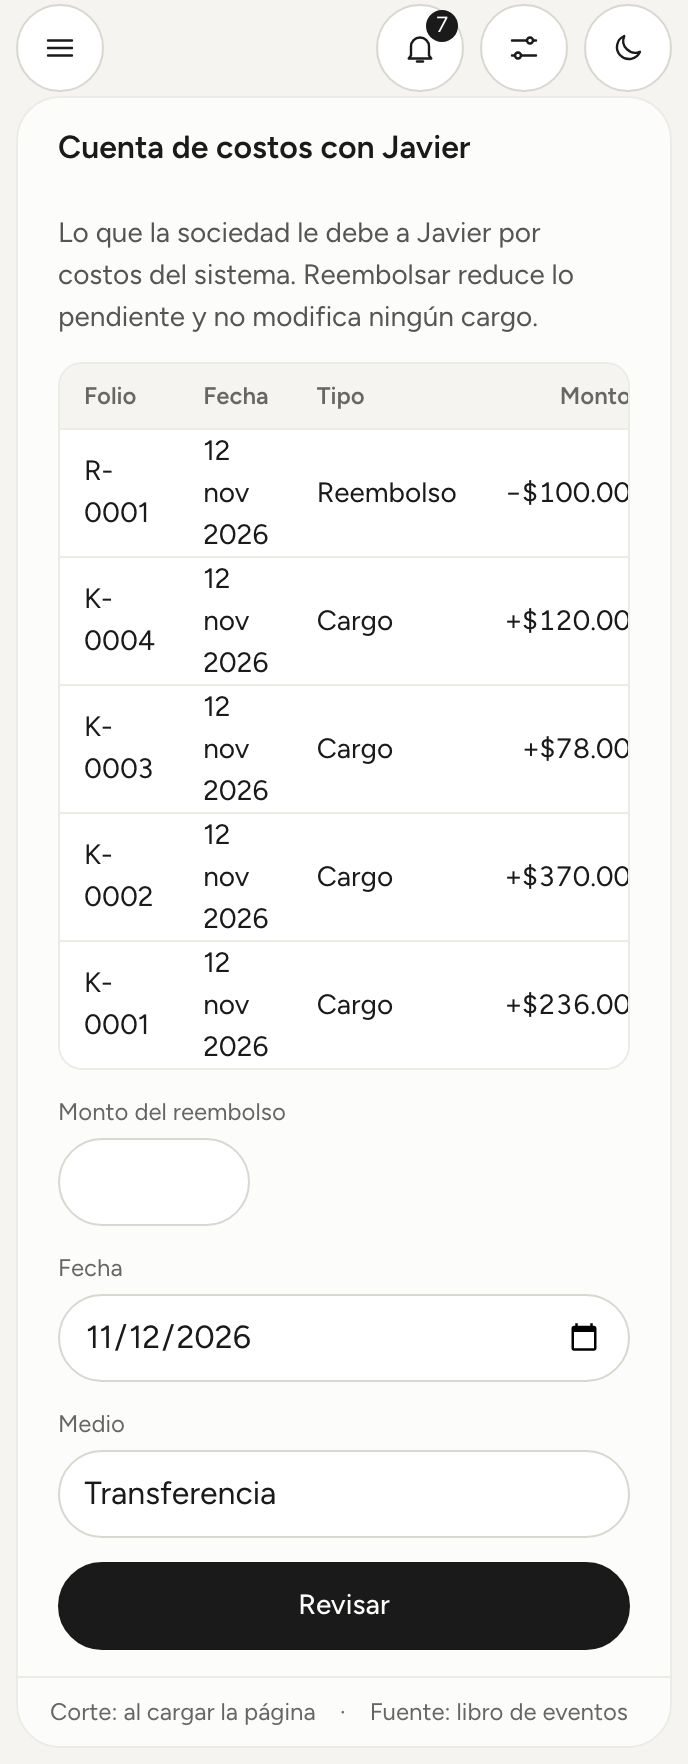 7
Cuenta de costos con Javier
Lo que la sociedad le debe a Javier por
costos del sistema. Reembolsar reduce lo
pendiente y no modifica ningún cargo.
Folio Fecha Tipo Monto
R-0001 12 nov 2026 Reembolso −$100.00
K-0004 12 nov 2026 Cargo +$120.00
K-0003 12 nov 2026 Cargo +$78.00
K-0002 12 nov 2026 Cargo +$370.00
K-0001 12 nov 2026 Cargo +$236.00
Monto del reembolso
Fecha
11/12/2026
Medio
Transferencia
Revisar
Corte: al cargar la página · Fuente: libro de eventos